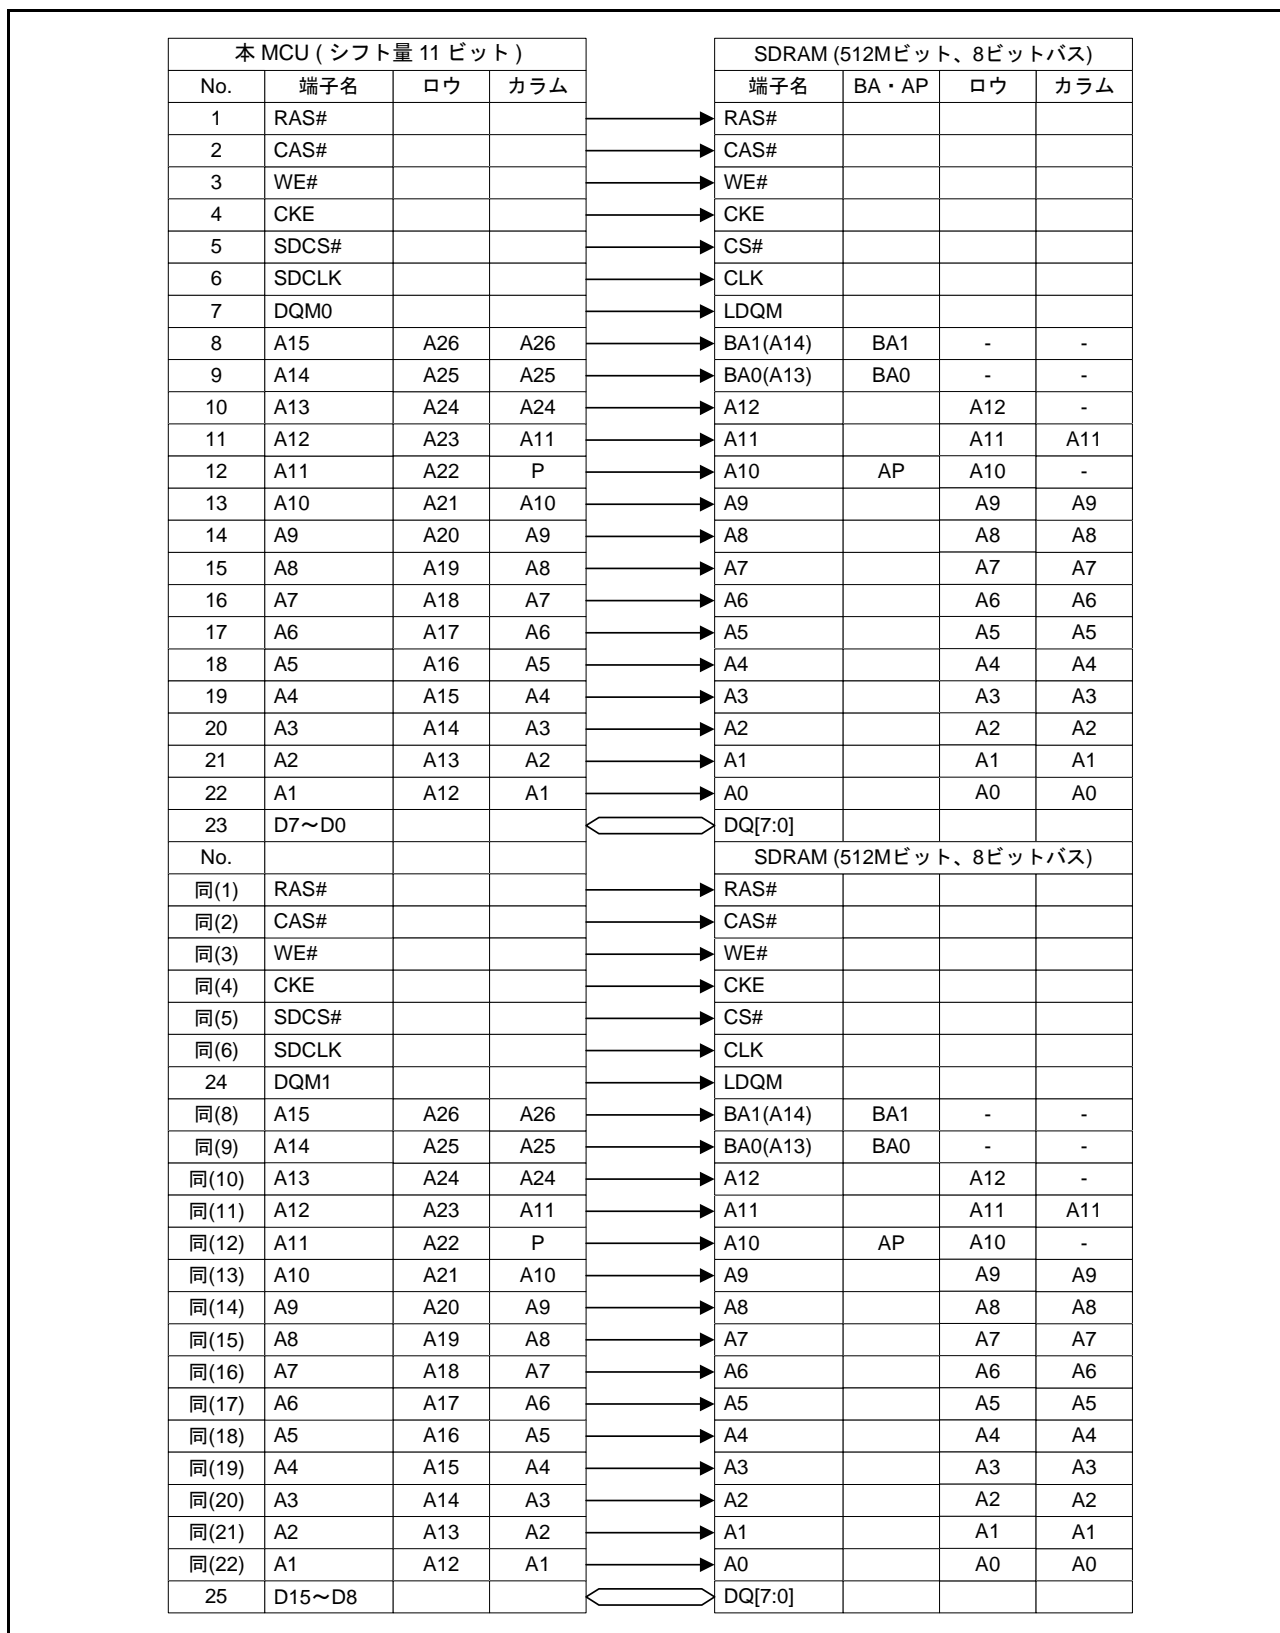 本 MCU ( シフト量 11 ビット ) SDRAM (512Mビット、8ビットバス)
No. 端子名 ロウ カラム 端子名 BA・AP ロウ カラム
1 RAS# RAS#
2 CAS# CAS#
3 WE# WE#
4 CKE CKE
5 SDCS# CS#
6 SDCLK CLK
7 DQM0 LDQM
8 A15 A26 A26 BA1(A14) BA1 - -
9 A14 A25 A25 BA0(A13) BA0 - -
10 A13 A24 A24 A12 A12 -
11 A12 A23 A11 A11 A11 A11
12 A11 A22 P A10 AP A10 -
13 A10 A21 A10 A9 A9 A9
14 A9 A20 A9 A8 A8 A8
15 A8 A19 A8 A7 A7 A7
16 A7 A18 A7 A6 A6 A6
17 A6 A17 A6 A5 A5 A5
18 A5 A16 A5 A4 A4 A4
19 A4 A15 A4 A3 A3 A3
20 A3 A14 A3 A2 A2 A2
21 A2 A13 A2 A1 A1 A1
22 A1 A12 A1 A0 A0 A0
23 D7～D0 DQ[7:0]
No. SDRAM (512Mビット、8ビットバス)
同(1) RAS# RAS#
同(2) CAS# CAS#
同(3) WE# WE#
同(4) CKE CKE
同(5) SDCS# CS#
同(6) SDCLK CLK
24 DQM1 LDQM
同(8) A15 A26 A26 BA1(A14) BA1 - -
同(9) A14 A25 A25 BA0(A13) BA0 - -
同(10) A13 A24 A24 A12 A12 -
同(11) A12 A23 A11 A11 A11 A11
同(12) A11 A22 P A10 AP A10 -
同(13) A10 A21 A10 A9 A9 A9
同(14) A9 A20 A9 A8 A8 A8
同(15) A8 A19 A8 A7 A7 A7
同(16) A7 A18 A7 A6 A6 A6
同(17) A6 A17 A6 A5 A5 A5
同(18) A5 A16 A5 A4 A4 A4
同(19) A4 A15 A4 A3 A3 A3
同(20) A3 A14 A3 A2 A2 A2
同(21) A2 A13 A2 A1 A1 A1
同(22) A1 A12 A1 A0 A0 A0
25 D15～D8 DQ[7:0]